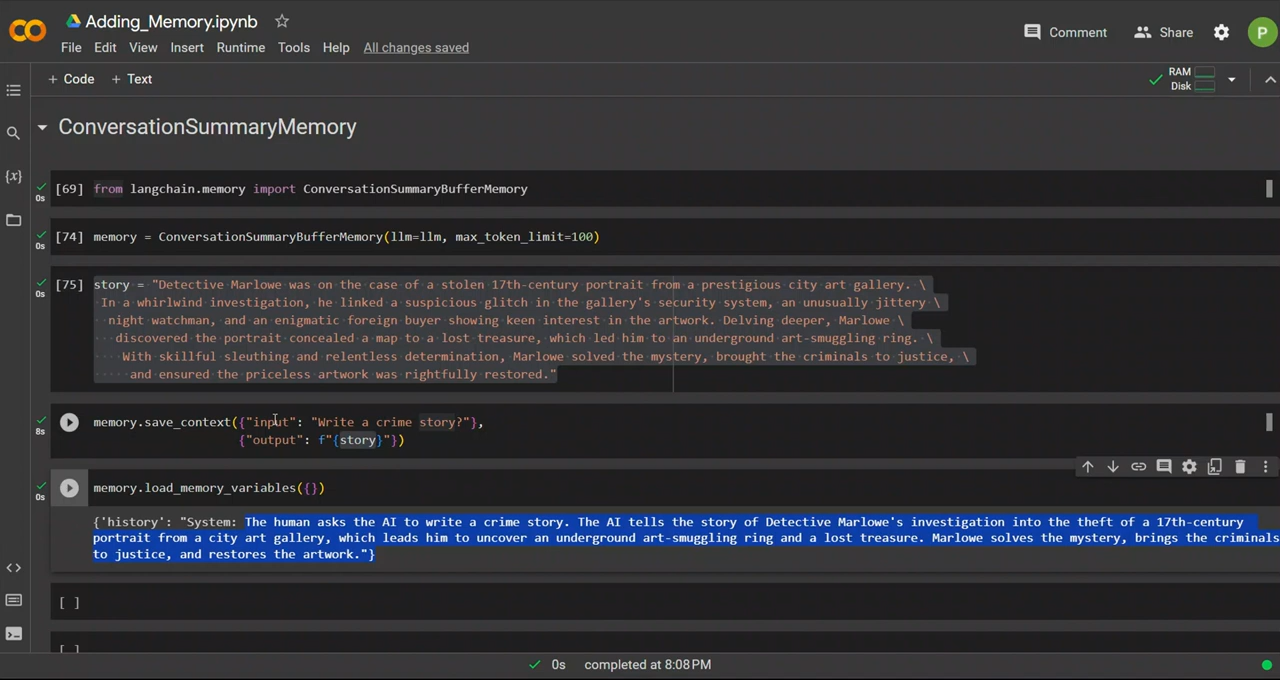 Adding_Memory.ipynb
File Edit View Insert Runtime Tools Help All changes saved
Comment Share P
+ Code + Text
RAM
Disk
ConversationSummaryMemory
0s [69] from langchain.memory import ConversationSummaryBufferMemory
0s [74] memory = ConversationSummaryBufferMemory(llm=llm, max_token_limit=100)
0s [75] story = "Detective Marlowe was on the case of a stolen 17th-century portrait from a prestigious city art gallery. \
In a whirlwind investigation, he linked a suspicious glitch in the gallery's security system, an unusually jittery \
night watchman, and an enigmatic foreign buyer showing keen interest in the artwork. Delving deeper, Marlowe \
discovered the portrait concealed a map to a lost treasure, which led him to an underground art-smuggling ring. \
With skillful sleuthing and relentless determination, Marlowe solved the mystery, brought the criminals to justice, \
and ensured the priceless artwork was rightfully restored."
8s memory.save_context({"input": "Write a crime story?"},
{"output": f"{story}"})
0s memory.load_memory_variables({})
{'history': "System: The human asks the AI to write a crime story. The AI tells the story of Detective Marlowe's investigation into the theft of a 17th-century
portrait from a city art gallery, which leads him to uncover an underground art-smuggling ring and a lost treasure. Marlowe solves the mystery, brings the criminals
to justice, and restores the artwork."}
[ ]
[ ]
0s completed at 8:08 PM